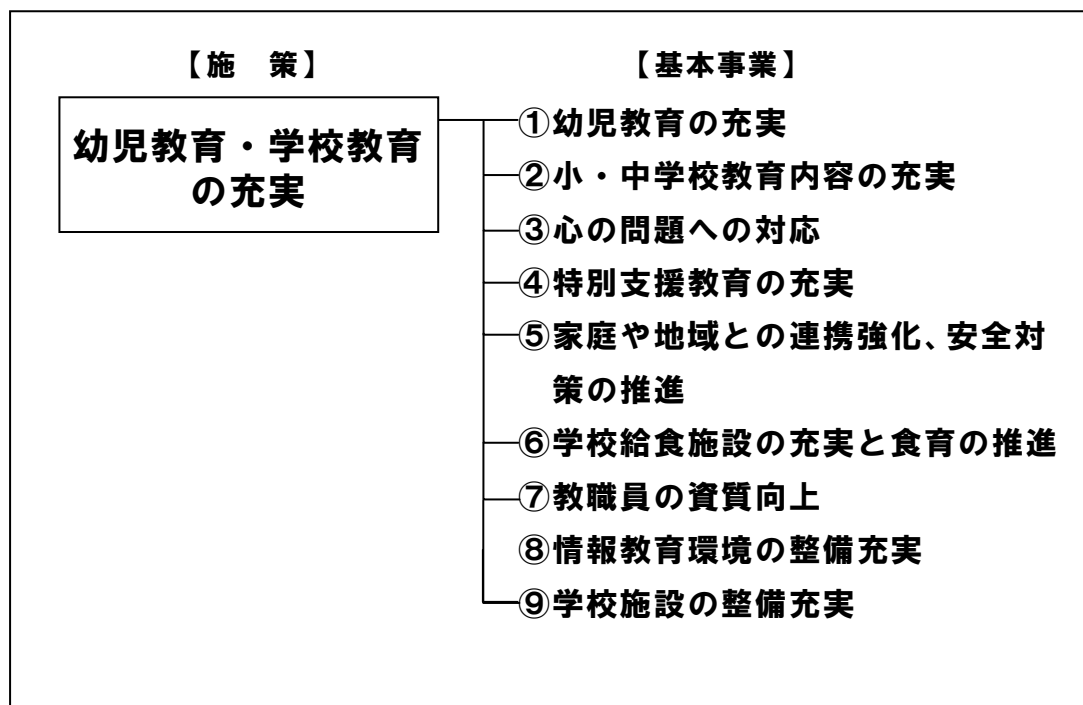 【施　策】
【基本事業】
幼児教育・学校教育
の充実
①幼児教育の充実
②小・中学校教育内容の充実
③心の問題への対応
④特別支援教育の充実
⑤家庭や地域との連携強化、安全対
策の推進
⑥学校給食施設の充実と食育の推進
⑦教職員の資質向上
⑧情報教育環境の整備充実
⑨学校施設の整備充実